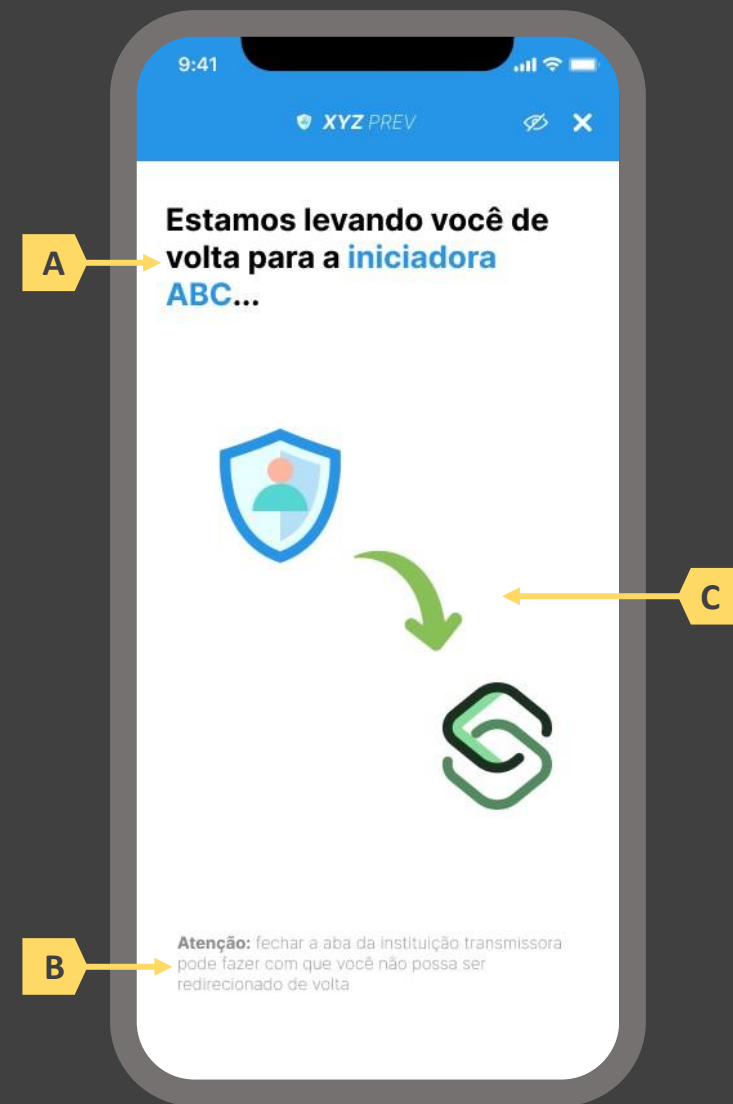 9:41
XYZ PREV
Estamos levando você de
volta para a iniciadora
ABC...
A
C
Atenção: fechar a aba da instituição transmissora
pode fazer com que você não possa ser
redirecionado de volta
B